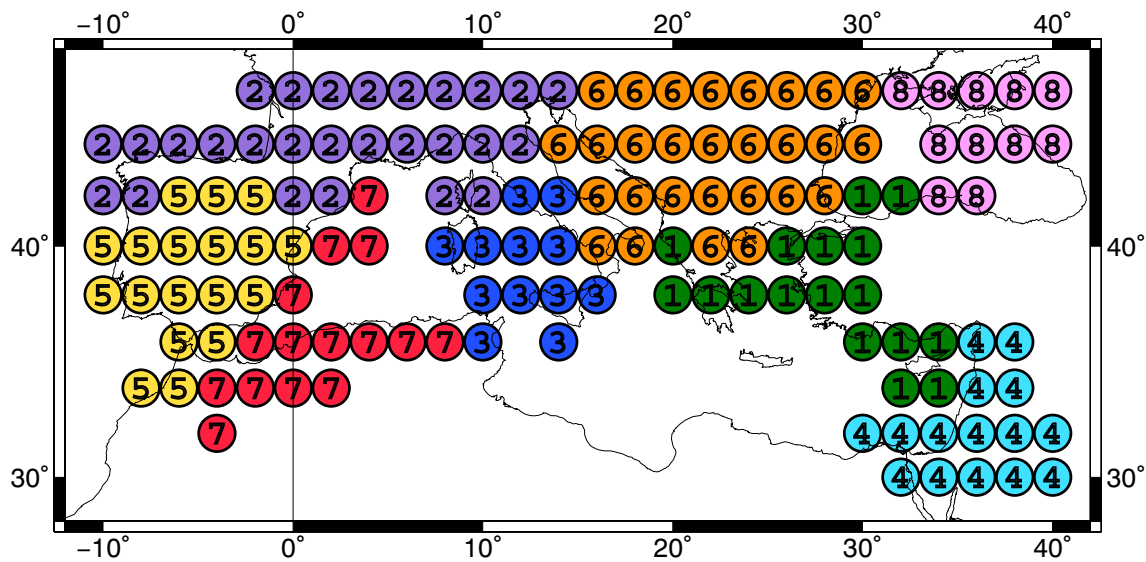 −10° 0° 10° 20° 30° 40°
2 2 2 2 2 2 2 2 2 6 6 6 6 6 6 6 6 8 8 8 8 8
2 2 2 2 2 2 2 2 2 2 2 2 6 6 6 6 6 6 6 6 6 8 8 8 8
2 2 5 5 5 2 2 7 2 2 3 3 6 6 6 6 6 6 6 1 1 8 8
40° 5 5 5 5 5 5 7 7 3 3 3 3 6 6 1 6 6 1 1 1 40°
5 5 5 5 5 7 3 3 3 3 1 1 1 1 1 1
5 5 7 7 7 7 7 7 3 3 1 1 1 4 4
5 5 7 7 7 7 1 1 4 4
7 4 4 4 4 4 4
30° 4 4 4 4 4 30°
−10° 0° 10° 20° 30° 40°